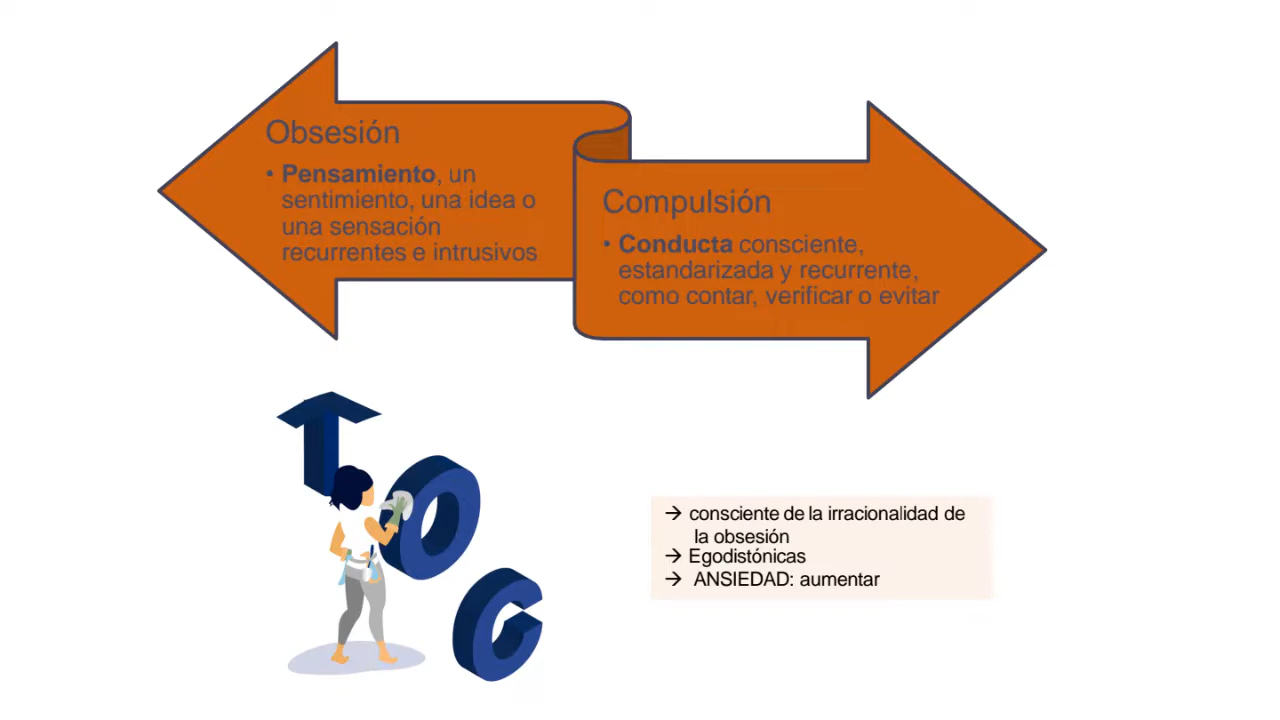 Obsesión
• Pensamiento, un
sentimiento, una idea o
una sensación
recurrentes e intrusivos
Compulsión
• Conducta consciente,
estandarizada y recurrente,
como contar, verificar o evitar
T
O
C
→ consciente de la irracionalidad de
la obsesión
→ Egodistónicas
→ ANSIEDAD: aumentar